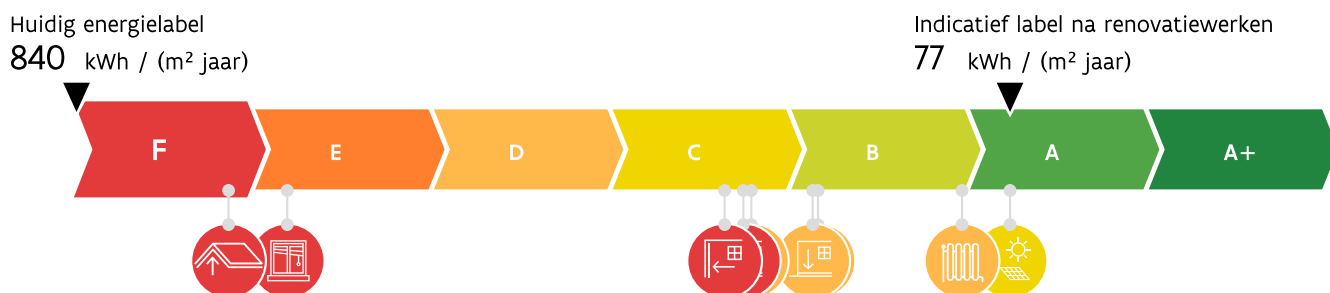 Huidig energielabel
840 kWh / (m² jaar)
Indicatief label na renovatiewerken
77 kWh / (m² jaar)
F E D C B A A+